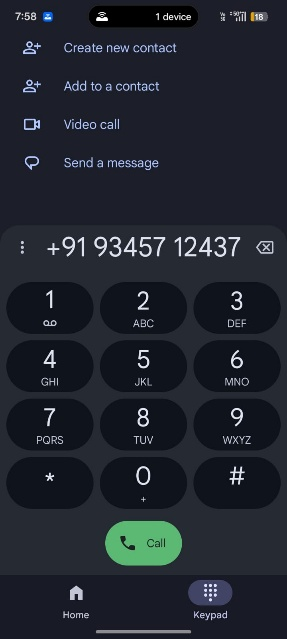 7:58 1 device 18
Create new contact
Add to a contact
Video call
Send a message
+91 93457 12437
1 2 3
ABC DEF
4 5 6
GHI JKL MNO
7 8 9
PQRS TUV WXYZ
* 0 #
+
Call
Home Keypad